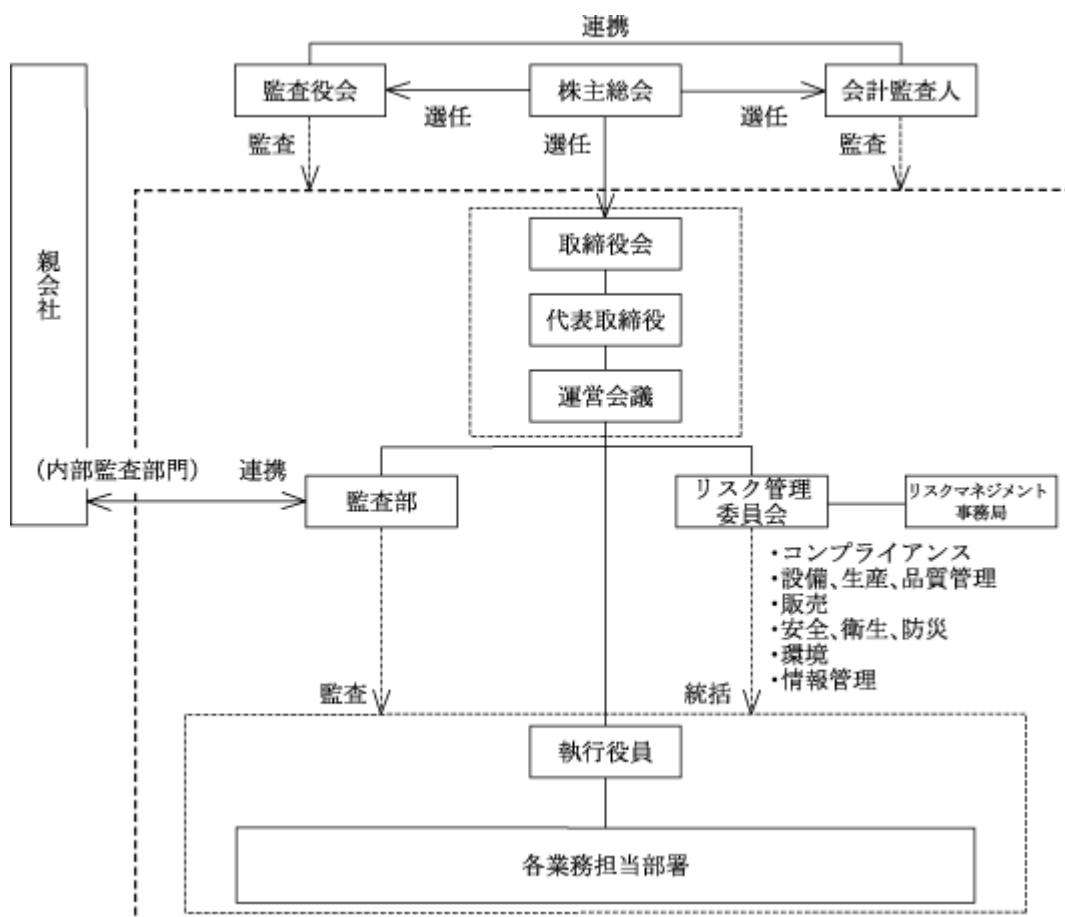 連携
監査役会
株主総会
会計監査人
選任
選任
監査
選任
監査
取締役会
親会社
代表取締役
運営会議
(内部監査部門)
連携
監査部
リスク管理
委員会
リスクマネジメント
事務局
・コンプライアンス
・設備、生産、品質管理
・販売
・安全、衛生、防災
・環境
・情報管理
監査
統括
執行役員
各業務担当部署